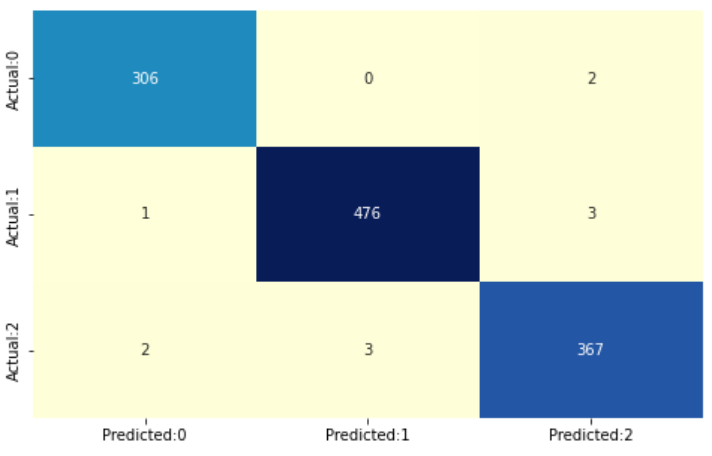 Actual:0
306 0 2
Actual:1
1 476 3
Actual:2
2 3 367
Predicted:0 Predicted:1 Predicted:2